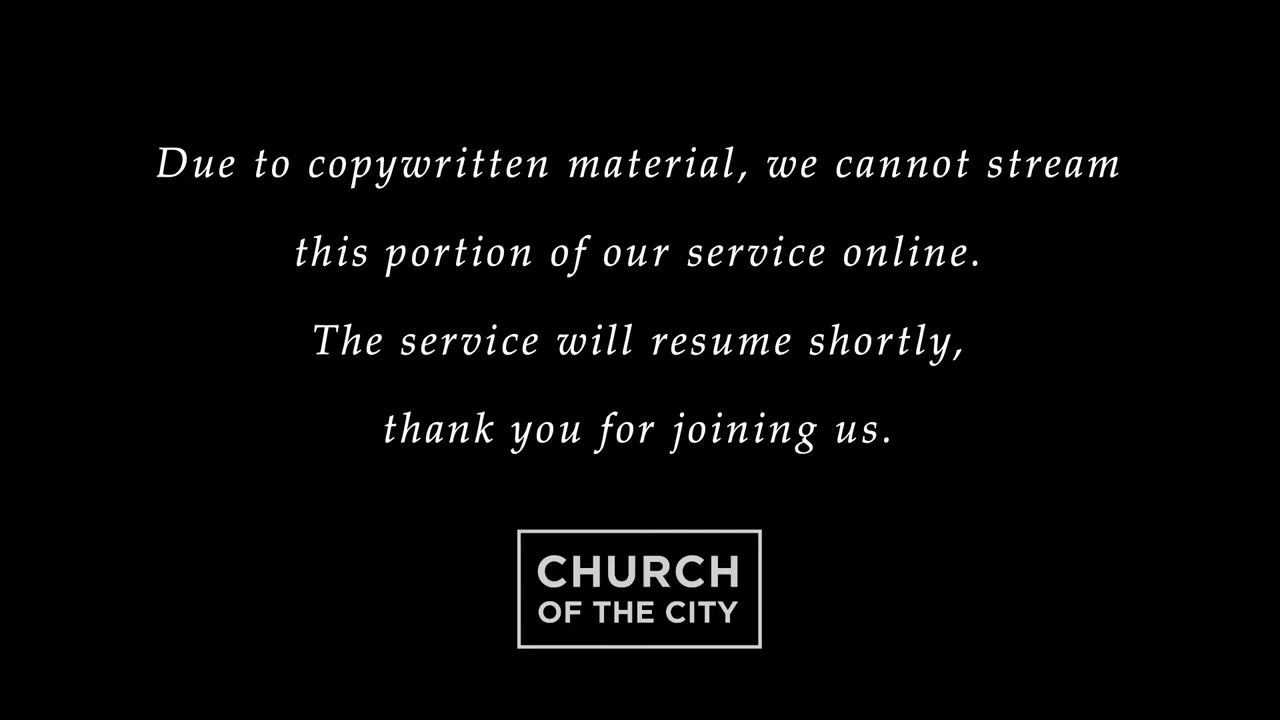 Due to copywritten material, we cannot stream
this portion of our service online.
The service will resume shortly,
thank you for joining us.
CHURCH
OF THE CITY